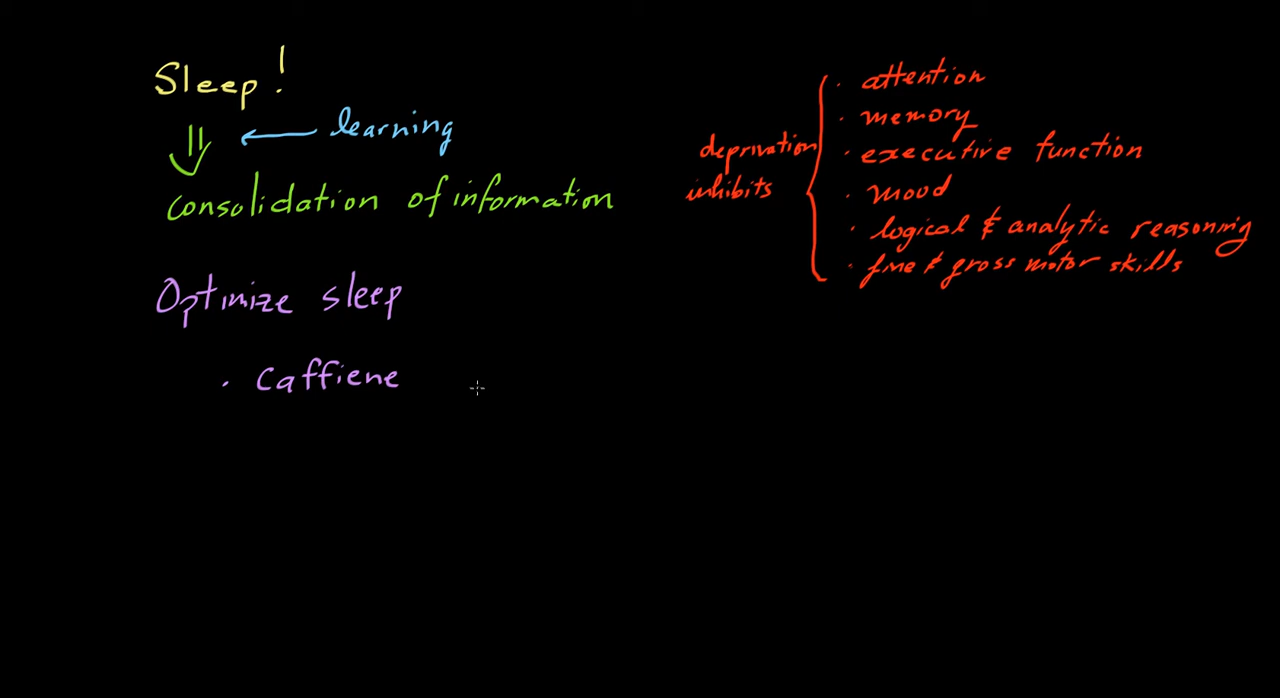 Sleep!
⇓ ← learning
consolidation of information
Optimize sleep
· Caffiene
deprivation
inhibits
· attention
· memory
· executive function
· mood
· logical & analytic reasoning
· fine & gross motor skills